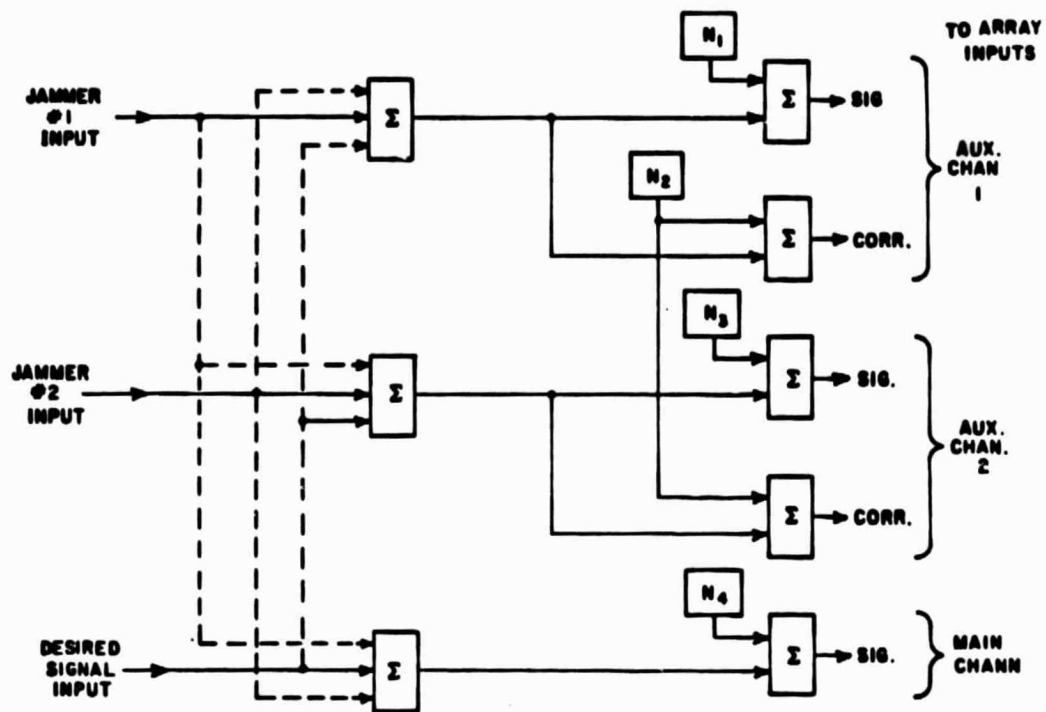 TO ARRAY
INPUTS
N1
JAMMER
#1
INPUT
Σ
Σ
SIG
AUX.
CHAN
1
N2
Σ
CORR.
N3
JAMMER
#2
INPUT
Σ
Σ
SIG.
AUX.
CHAN.
2
Σ
CORR.
N4
DESIRED
SIGNAL
INPUT
Σ
Σ
SIG.
MAIN
CHANN